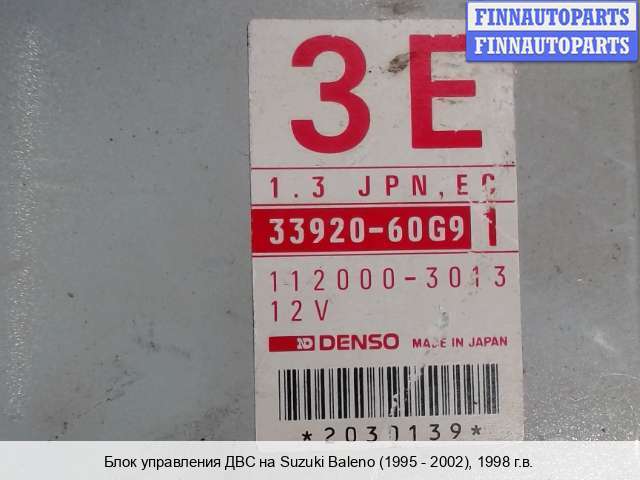 FINNAUTOPARTS
FINNAUTOPARTS
3E
1.3 JPN,EC
33920-60G9 1
112000-3013
12V
DENSO MADE IN JAPAN
*2030139*
Блок управления ДВС на Suzuki Baleno (1995 - 2002), 1998 г.в.